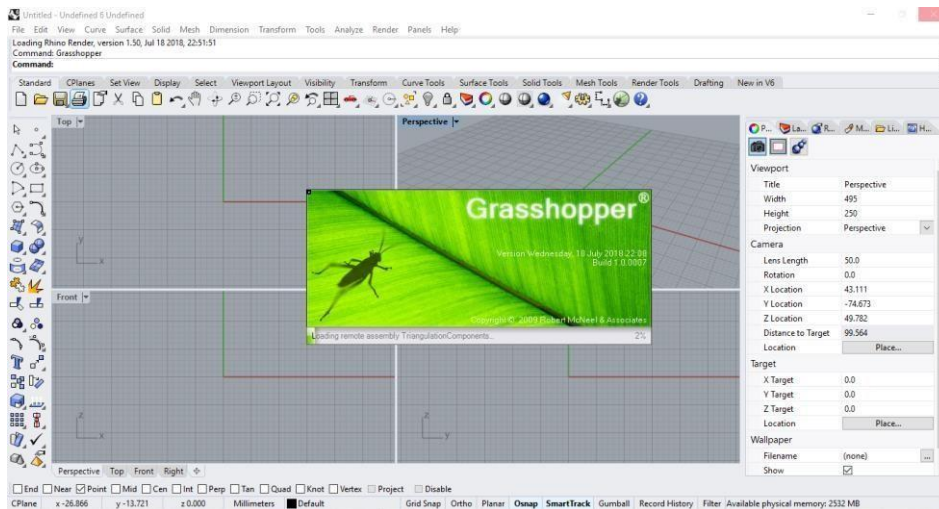 Untitled - Undefined 6 Undefined
File Edit View Curve Surface Solid Mesh Dimension Transform Tools Analyze Render Panels Help
Loading Rhino Render, version 1.50, Jul 18 2018, 22:51:51
Command: Grasshopper
Command:
Standard CPlanes Set View Display Select Viewport Layout Visibility Transform Curve Tools Surface Tools Solid Tools Mesh Tools Render Tools Drafting New in V6
Top
Perspective
P... La... R... M... Li... H...
Viewport
Title Perspective
Width 495
Height 250
Projection Perspective
Camera
Lens Length 50.0
Rotation 0.0
X Location 43.111
Y Location -74.673
Z Location 49.782
Distance to Target 99.564
Location Place...
Target
X Target 0.0
Y Target 0.0
Z Target 0.0
Location Place...
Wallpaper
Filename (none) ...
Show
Grasshopper®
Version Wednesday, 18 July 2018 22:08
Build 1.0.0007
Copyright © 2009 Robert McNeel & Associates
Loading remote assembly TriangulationComponents... 2%
y
x
Front
z
x
z
y
Perspective Top Front Right
End Near Point Mid Cen Int Perp Tan Quad Knot Vertex Project Disable
CPlane x -26.866 y -13.721 z 0.000 Millimeters Default Grid Snap Ortho Planar Osnap SmartTrack Gumball Record History Filter Available physical memory: 2532 MB